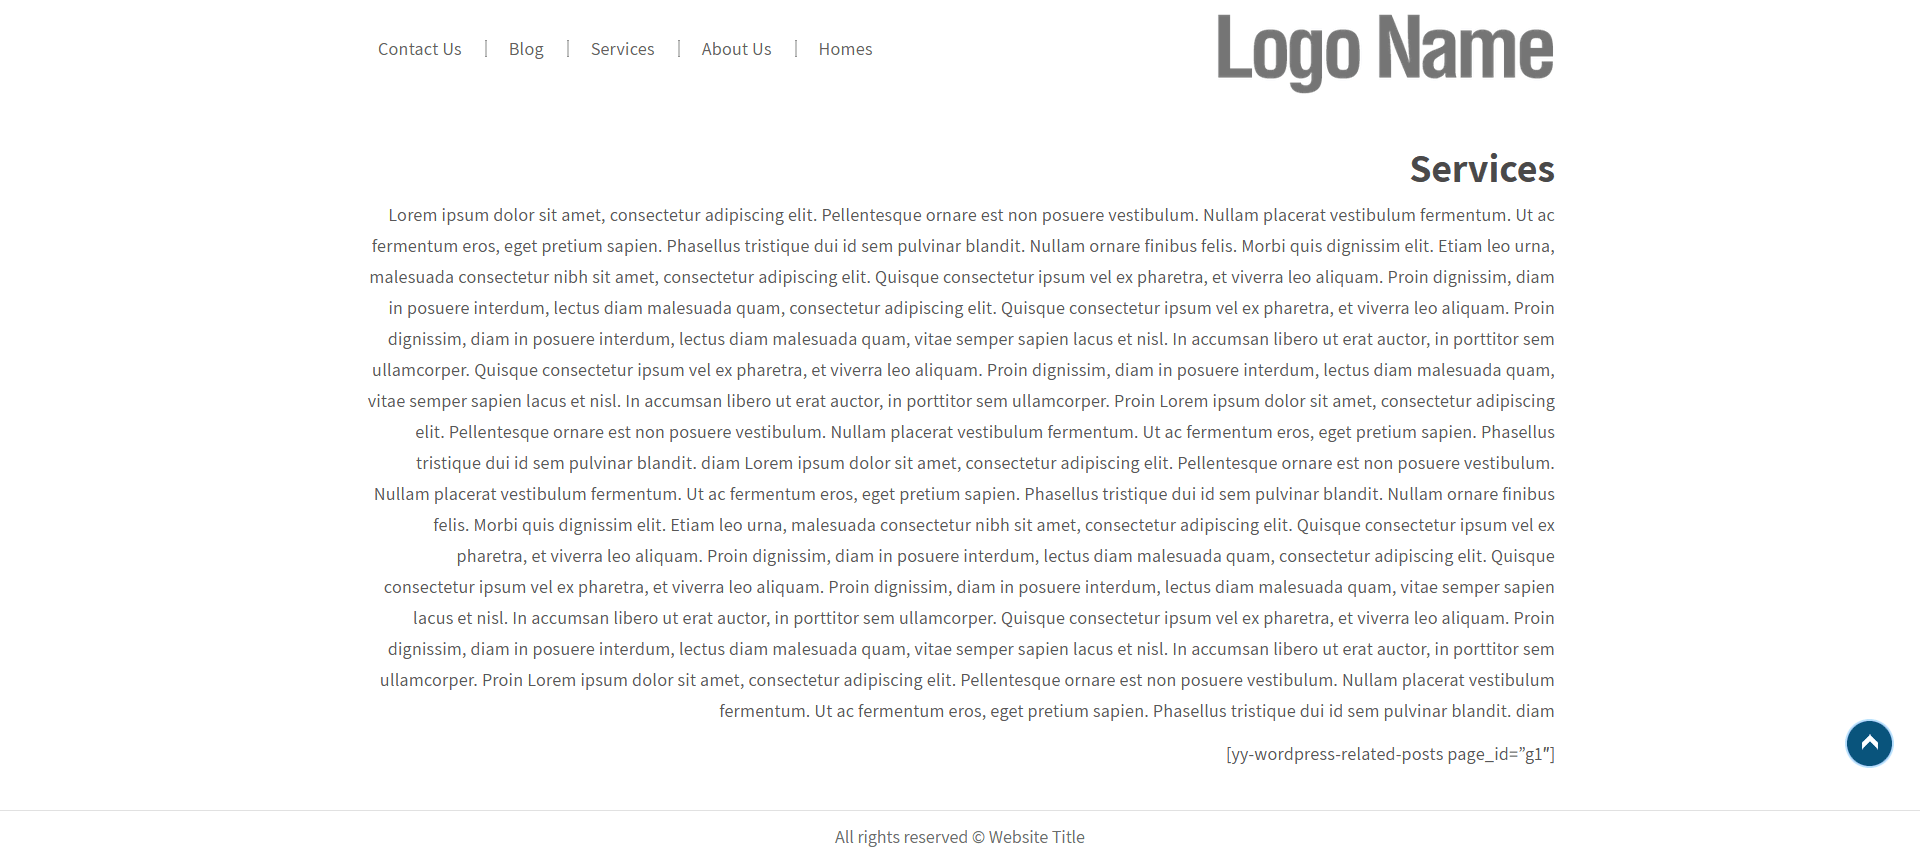 Contact Us | Blog | Services | About Us | Homes
Logo Name
Services
Lorem ipsum dolor sit amet, consectetur adipiscing elit. Pellentesque ornare est non posuere vestibulum. Nullam placerat vestibulum fermentum. Ut ac
fermentum eros, eget pretium sapien. Phasellus tristique dui id sem pulvinar blandit. Nullam ornare finibus felis. Morbi quis dignissim elit. Etiam leo urna,
malesuada consectetur nibh sit amet, consectetur adipiscing elit. Quisque consectetur ipsum vel ex pharetra, et viverra leo aliquam. Proin dignissim, diam
in posuere interdum, lectus diam malesuada quam, consectetur adipiscing elit. Quisque consectetur ipsum vel ex pharetra, et viverra leo aliquam. Proin
dignissim, diam in posuere interdum, lectus diam malesuada quam, vitae semper sapien lacus et nisl. In accumsan libero ut erat auctor, in porttitor sem
ullamcorper. Quisque consectetur ipsum vel ex pharetra, et viverra leo aliquam. Proin dignissim, diam in posuere interdum, lectus diam malesuada quam,
vitae semper sapien lacus et nisl. In accumsan libero ut erat auctor, in porttitor sem ullamcorper. Proin Lorem ipsum dolor sit amet, consectetur adipiscing
elit. Pellentesque ornare est non posuere vestibulum. Nullam placerat vestibulum fermentum. Ut ac fermentum eros, eget pretium sapien. Phasellus
tristique dui id sem pulvinar blandit. diam Lorem ipsum dolor sit amet, consectetur adipiscing elit. Pellentesque ornare est non posuere vestibulum.
Nullam placerat vestibulum fermentum. Ut ac fermentum eros, eget pretium sapien. Phasellus tristique dui id sem pulvinar blandit. Nullam ornare finibus
felis. Morbi quis dignissim elit. Etiam leo urna, malesuada consectetur nibh sit amet, consectetur adipiscing elit. Quisque consectetur ipsum vel ex
pharetra, et viverra leo aliquam. Proin dignissim, diam in posuere interdum, lectus diam malesuada quam, consectetur adipiscing elit. Quisque
consectetur ipsum vel ex pharetra, et viverra leo aliquam. Proin dignissim, diam in posuere interdum, lectus diam malesuada quam, vitae semper sapien
lacus et nisl. In accumsan libero ut erat auctor, in porttitor sem ullamcorper. Quisque consectetur ipsum vel ex pharetra, et viverra leo aliquam. Proin
dignissim, diam in posuere interdum, lectus diam malesuada quam, vitae semper sapien lacus et nisl. In accumsan libero ut erat auctor, in porttitor sem
ullamcorper. Proin Lorem ipsum dolor sit amet, consectetur adipiscing elit. Pellentesque ornare est non posuere vestibulum. Nullam placerat vestibulum
fermentum. Ut ac fermentum eros, eget pretium sapien. Phasellus tristique dui id sem pulvinar blandit. diam
[yy-wordpress-related-posts page_id=”g1″]
All rights reserved © Website Title